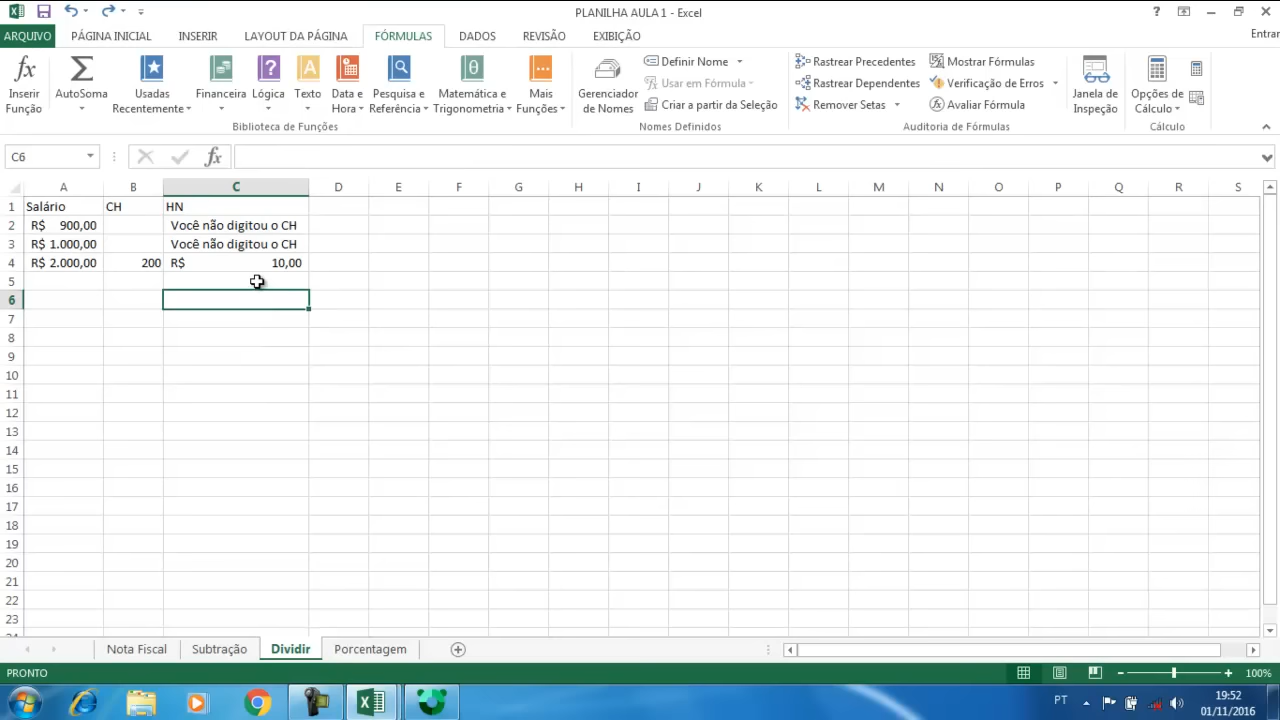 PLANILHA AULA 1 - Excel
?
ARQUIVO PÁGINA INICIAL INSERIR LAYOUT DA PÁGINA FÓRMULAS DADOS REVISÃO EXIBIÇÃO Entrar
fx Σ ? A θ ...
Inserir Função
AutoSoma
Usadas Recentemente
Financeira
Lógica
Texto
Data e Hora
Pesquisa e Referência
Matemática e Trigonometria
Mais Funções
Biblioteca de Funções
Gerenciador de Nomes
Definir Nome
Usar em Fórmula
Criar a partir da Seleção
Nomes Definidos
Rastrear Precedentes
Rastrear Dependentes
Remover Setas
Mostrar Fórmulas
Verificação de Erros
Avaliar Fórmula
Auditoria de Fórmulas
Janela de Inspeção
Opções de Cálculo
Cálculo
C6 fx
A B C D E F G H I J K L M N O P Q R S
1 Salário CH HN
2 R$ 900,00 Você não digitou o CH
3 R$ 1.000,00 Você não digitou o CH
4 R$ 2.000,00 200 R$ 10,00
5
6
7
8
9
10
11
12
13
14
15
16
17
18
19
20
21
22
23
Nota Fiscal Subtração Dividir Porcentagem
PRONTO 100%
PT 19:52
01/11/2016